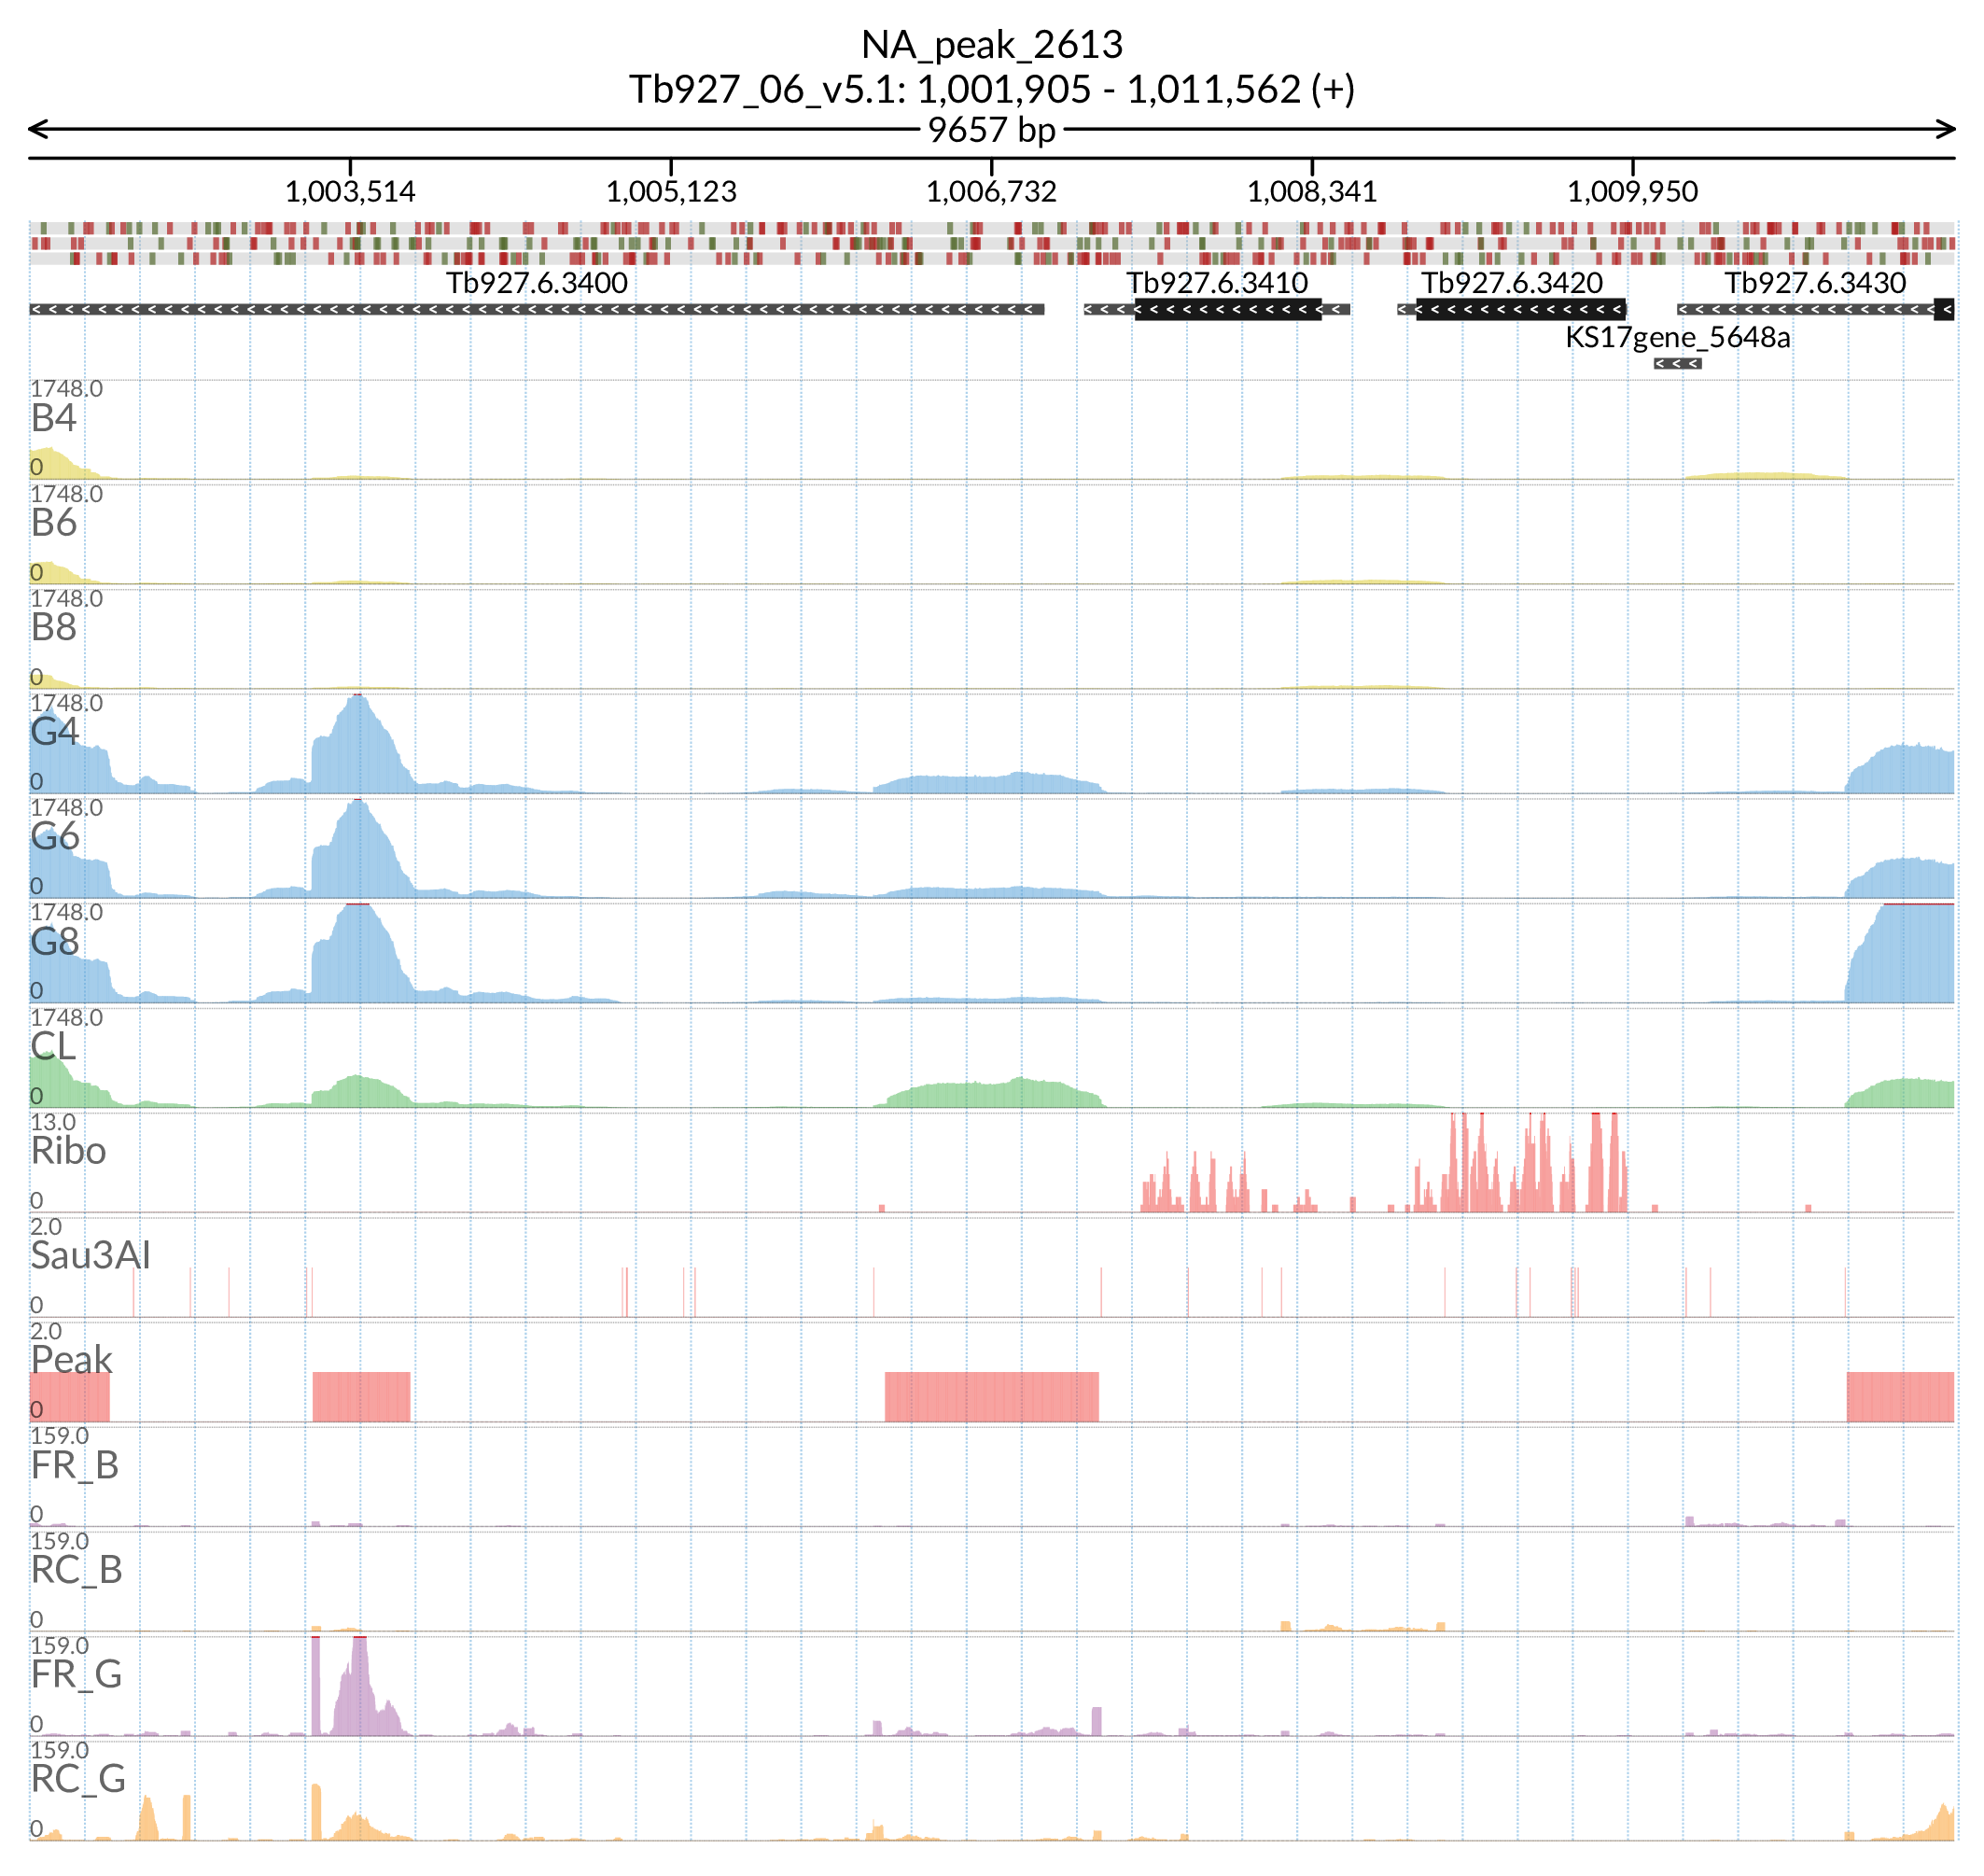 NA_peak_2613
Tb927_06_v5.1: 1,001,905 - 1,011,562 (+)
9657 bp
1,003,514 1,005,123 1,006,732 1,008,341 1,009,950
Tb927.6.3400 Tb927.6.3410 Tb927.6.3420 Tb927.6.3430
KS17gene_5648a
1748.0
B4
0
1748.0
B6
0
1748.0
B8
0
1748.0
G4
0
1748.0
G6
0
1748.0
G8
0
1748.0
CL
0
13.0
Ribo
0
2.0
Sau3AI
0
2.0
Peak
0
159.0
FR_B
0
159.0
RC_B
0
159.0
FR_G
0
159.0
RC_G
0